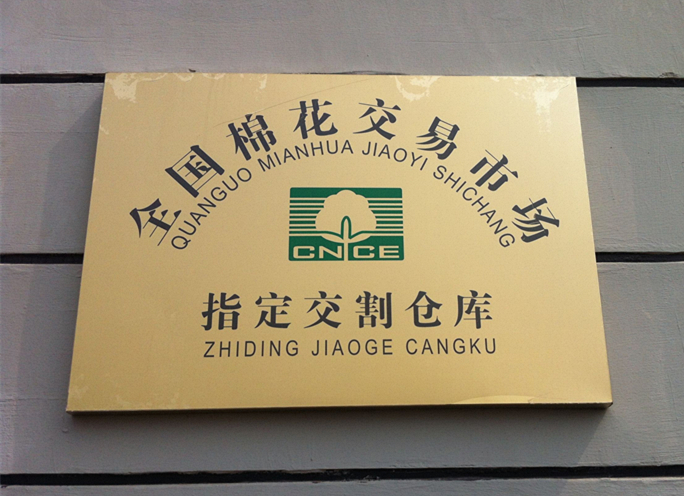 全国棉花交易市场
QUANGUO MIANHUA JIAOYI SHICHANG
CNCE
指定交割仓库
ZHIDING JIAOGE CANGKU